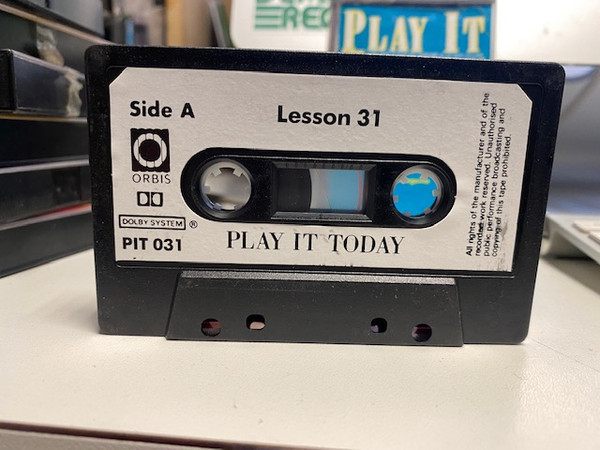 REC
PLAY IT
Side A
Lesson 31
ORBIS
DOLBY SYSTEM ®
PIT 031
PLAY IT TODAY
All rights of the manufacturer and of the
recorded work reserved. Unauthorised
public performance broadcasting and
copying of this tape prohibited.